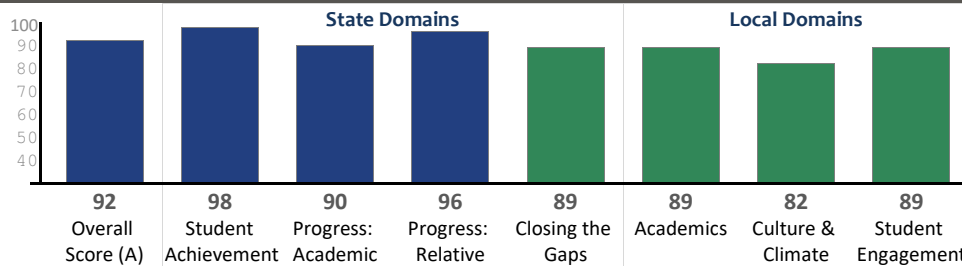 State Domains
Local Domains
100
90
80
70
60
50
40
92
98
90
96
89
89
82
89
Overall
Score (A)
Student
Achievement
Progress:
Academic
Progress:
Relative
Closing the
Gaps
Academics
Culture &
Climate
Student
Engagement